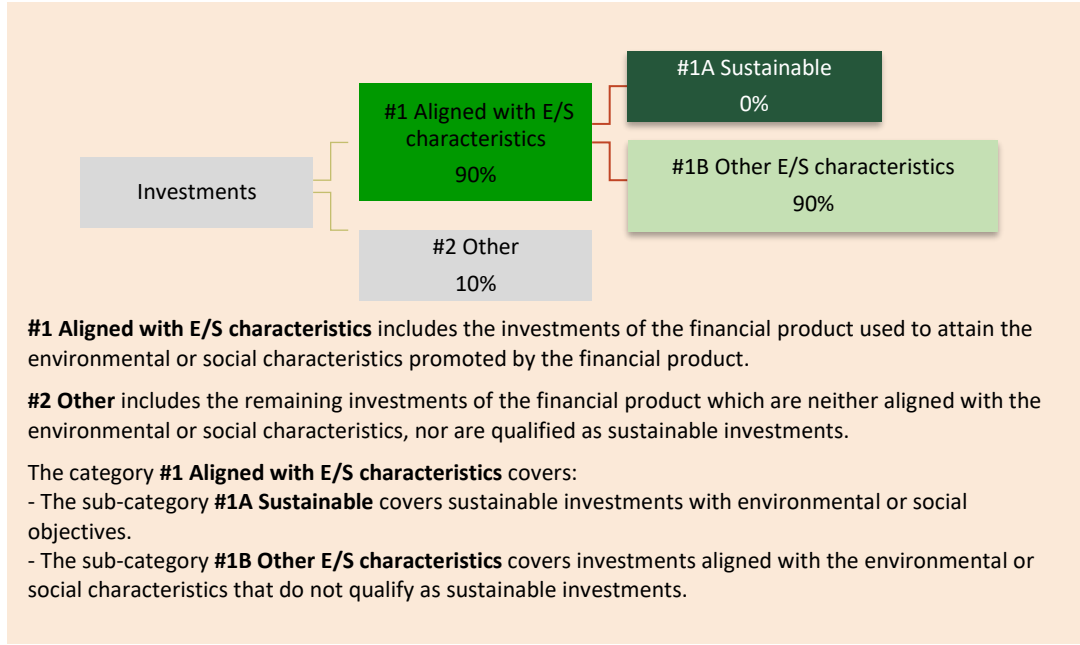 #1A Sustainable
0%
#1 Aligned with E/S
characteristics
90%
#1B Other E/S characteristics
90%
Investments
#2 Other
10%
#1 Aligned with E/S characteristics includes the investments of the financial product used to attain the
environmental or social characteristics promoted by the financial product.
#2 Other includes the remaining investments of the financial product which are neither aligned with the
environmental or social characteristics, nor are qualified as sustainable investments.
The category #1 Aligned with E/S characteristics covers:
- The sub-category #1A Sustainable covers sustainable investments with environmental or social
objectives.
- The sub-category #1B Other E/S characteristics covers investments aligned with the environmental or
social characteristics that do not qualify as sustainable investments.